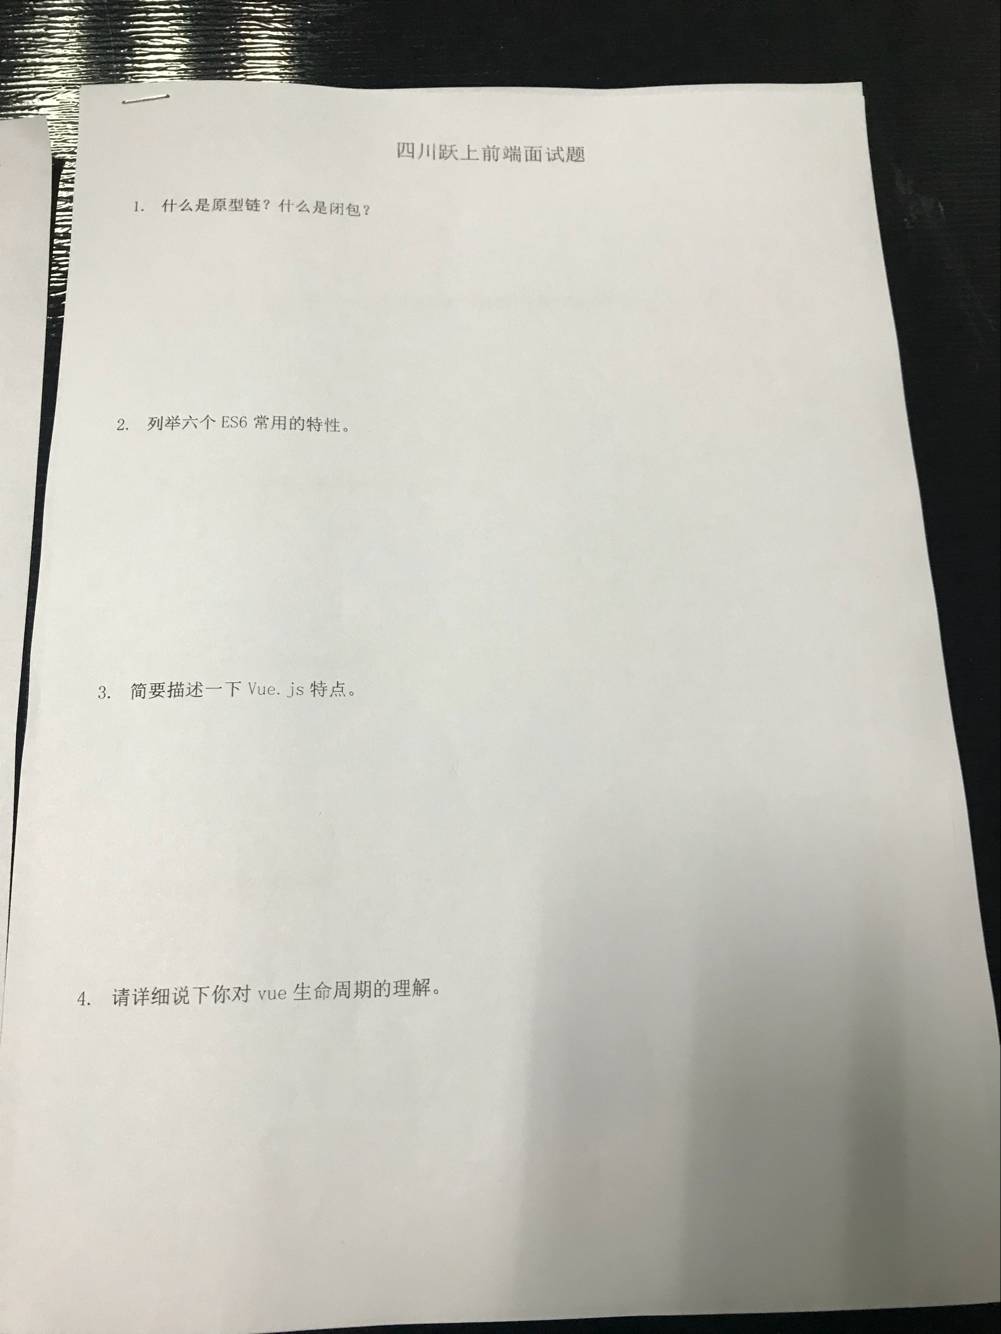 四川跃上前端面试题
1. 什么是原型链？什么是闭包？
2. 列举六个 ES6 常用的特性。
3. 简要描述一下 Vue.js 特点。
4. 请详细说下你对 vue 生命周期的理解。